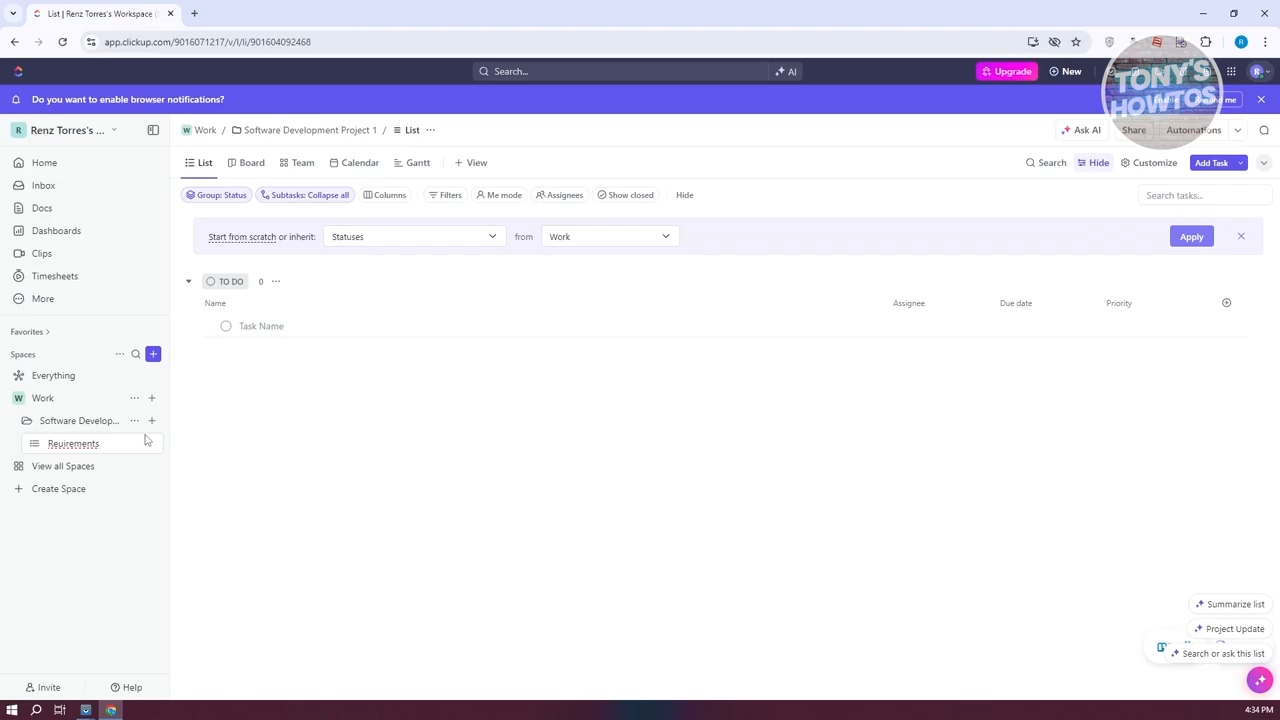 List | Renz Torres's Workspace (
app.clickup.com/9016071217/v/l/li/901604092468
R
Search...
AI
Upgrade
New
R
TONY'S
HOWTOS
Do you want to enable browser notifications?
Remind me
R Renz Torres's ...
Work / Software Development Project 1 / List ...
Ask AI
Share
Automations
Home
List
Board
Team
Calendar
Gantt
+ View
Search
Hide
Customize
Add Task
Inbox
Group: Status
Subtasks: Collapse all
Columns
Filters
Me mode
Assignees
Show closed
Hide
Search tasks...
Docs
Dashboards
Start from scratch or inherit:
Statuses
from
Work
Apply
Clips
Timesheets
TO DO 0 ...
More
Name
Assignee
Due date
Priority
Task Name
Favorites
Spaces
Everything
W Work
Software Develop...
Reuirements
View all Spaces
Create Space
Summarize list
Project Update
Search or ask this list
Invite
Help
4:34 PM